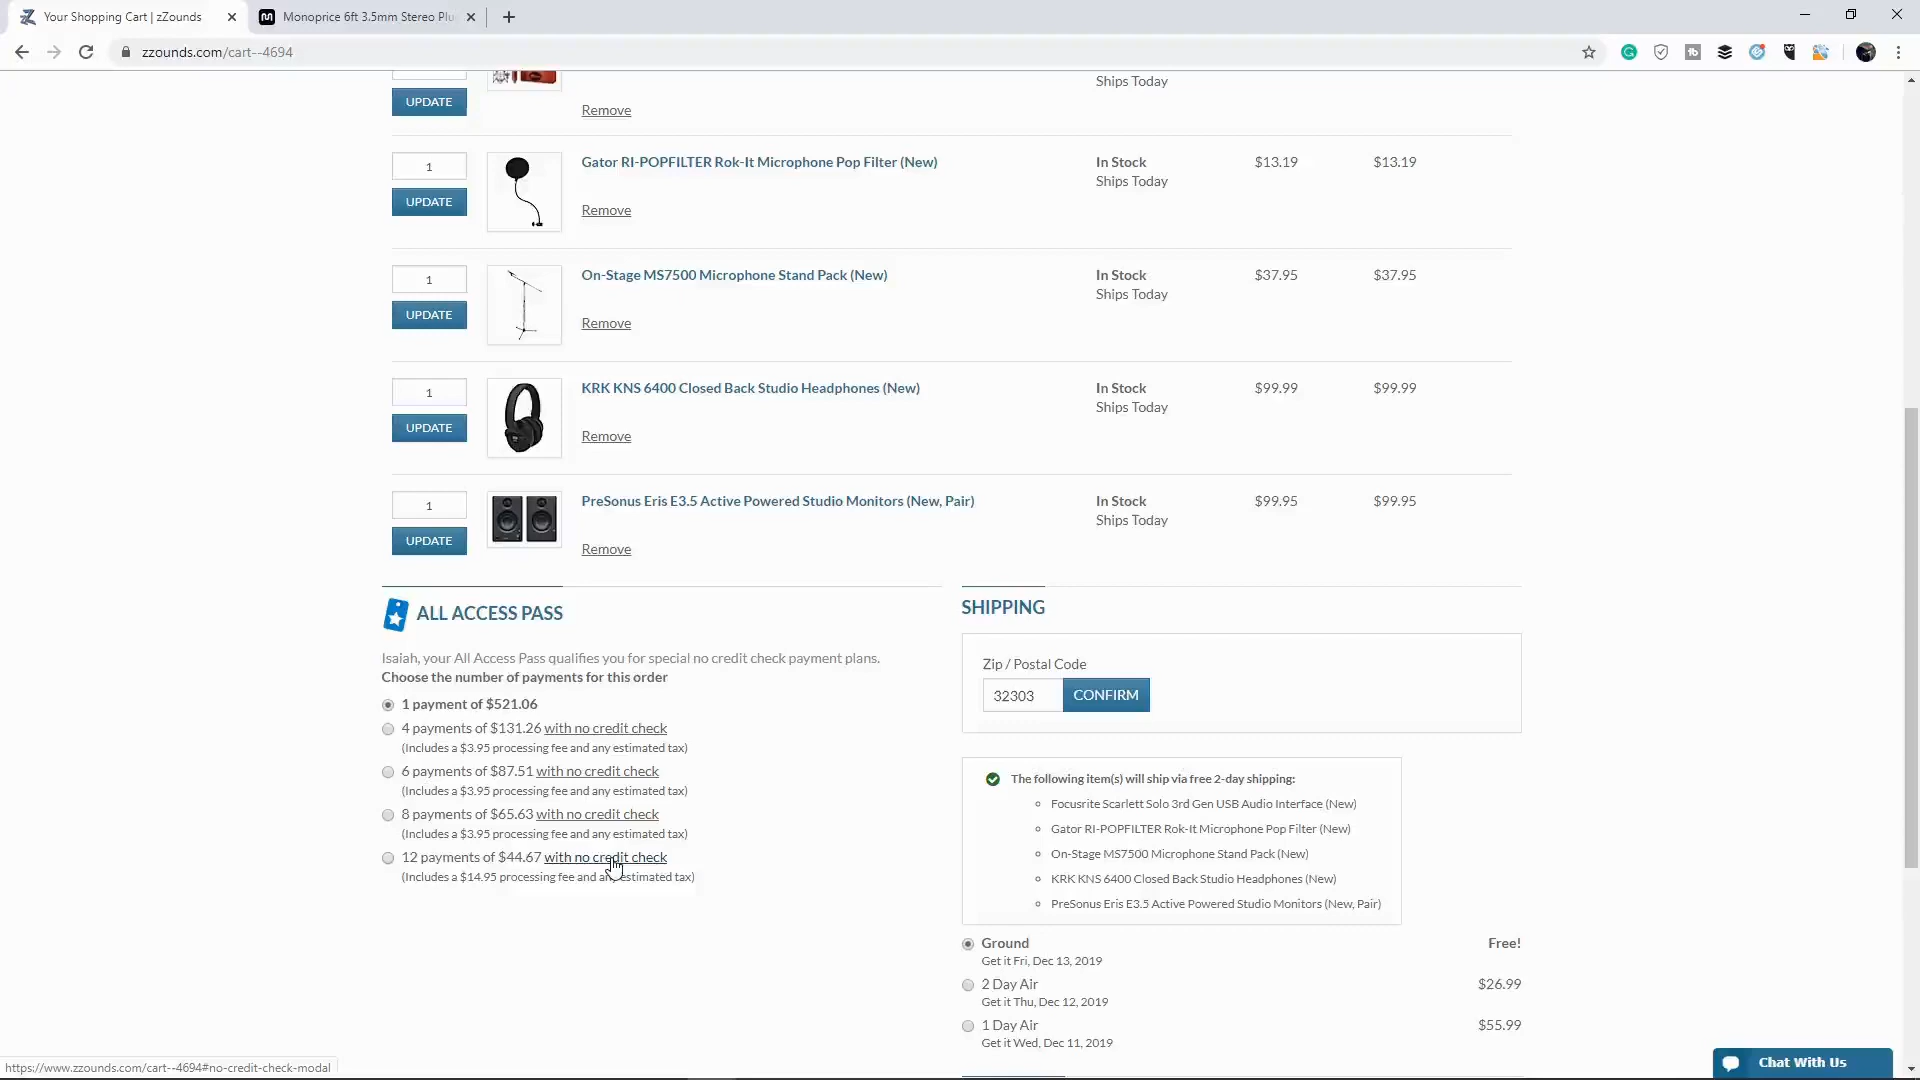 Your Shopping Cart | zZounds
Monoprice 6ft 3.5mm Stereo Plu
zzounds.com/cart--4694
Ships Today
UPDATE
Remove
1
Gator RI-POPFILTER Rok-It Microphone Pop Filter (New)
In Stock
$13.19
$13.19
Ships Today
UPDATE
Remove
1
On-Stage MS7500 Microphone Stand Pack (New)
In Stock
$37.95
$37.95
Ships Today
UPDATE
Remove
1
KRK KNS 6400 Closed Back Studio Headphones (New)
In Stock
$99.99
$99.99
Ships Today
UPDATE
Remove
1
PreSonus Eris E3.5 Active Powered Studio Monitors (New, Pair)
In Stock
$99.95
$99.95
Ships Today
UPDATE
Remove
ALL ACCESS PASS
Isaiah, your All Access Pass qualifies you for special no credit check payment plans.
Choose the number of payments for this order
1 payment of $521.06
4 payments of $131.26 with no credit check
(Includes a $3.95 processing fee and any estimated tax)
6 payments of $87.51 with no credit check
(Includes a $3.95 processing fee and any estimated tax)
8 payments of $65.63 with no credit check
(Includes a $3.95 processing fee and any estimated tax)
12 payments of $44.67 with no credit check
(Includes a $14.95 processing fee and any estimated tax)
SHIPPING
Zip / Postal Code
32303
CONFIRM
The following item(s) will ship via free 2-day shipping:
Focusrite Scarlett Solo 3rd Gen USB Audio Interface (New)
Gator RI-POPFILTER Rok-It Microphone Pop Filter (New)
On-Stage MS7500 Microphone Stand Pack (New)
KRK KNS 6400 Closed Back Studio Headphones (New)
PreSonus Eris E3.5 Active Powered Studio Monitors (New, Pair)
Ground
Free!
Get it Fri, Dec 13, 2019
2 Day Air
$26.99
Get it Thu, Dec 12, 2019
1 Day Air
$55.99
Get it Wed, Dec 11, 2019
https://www.zzounds.com/cart--4694#no-credit-check-modal
Chat With Us